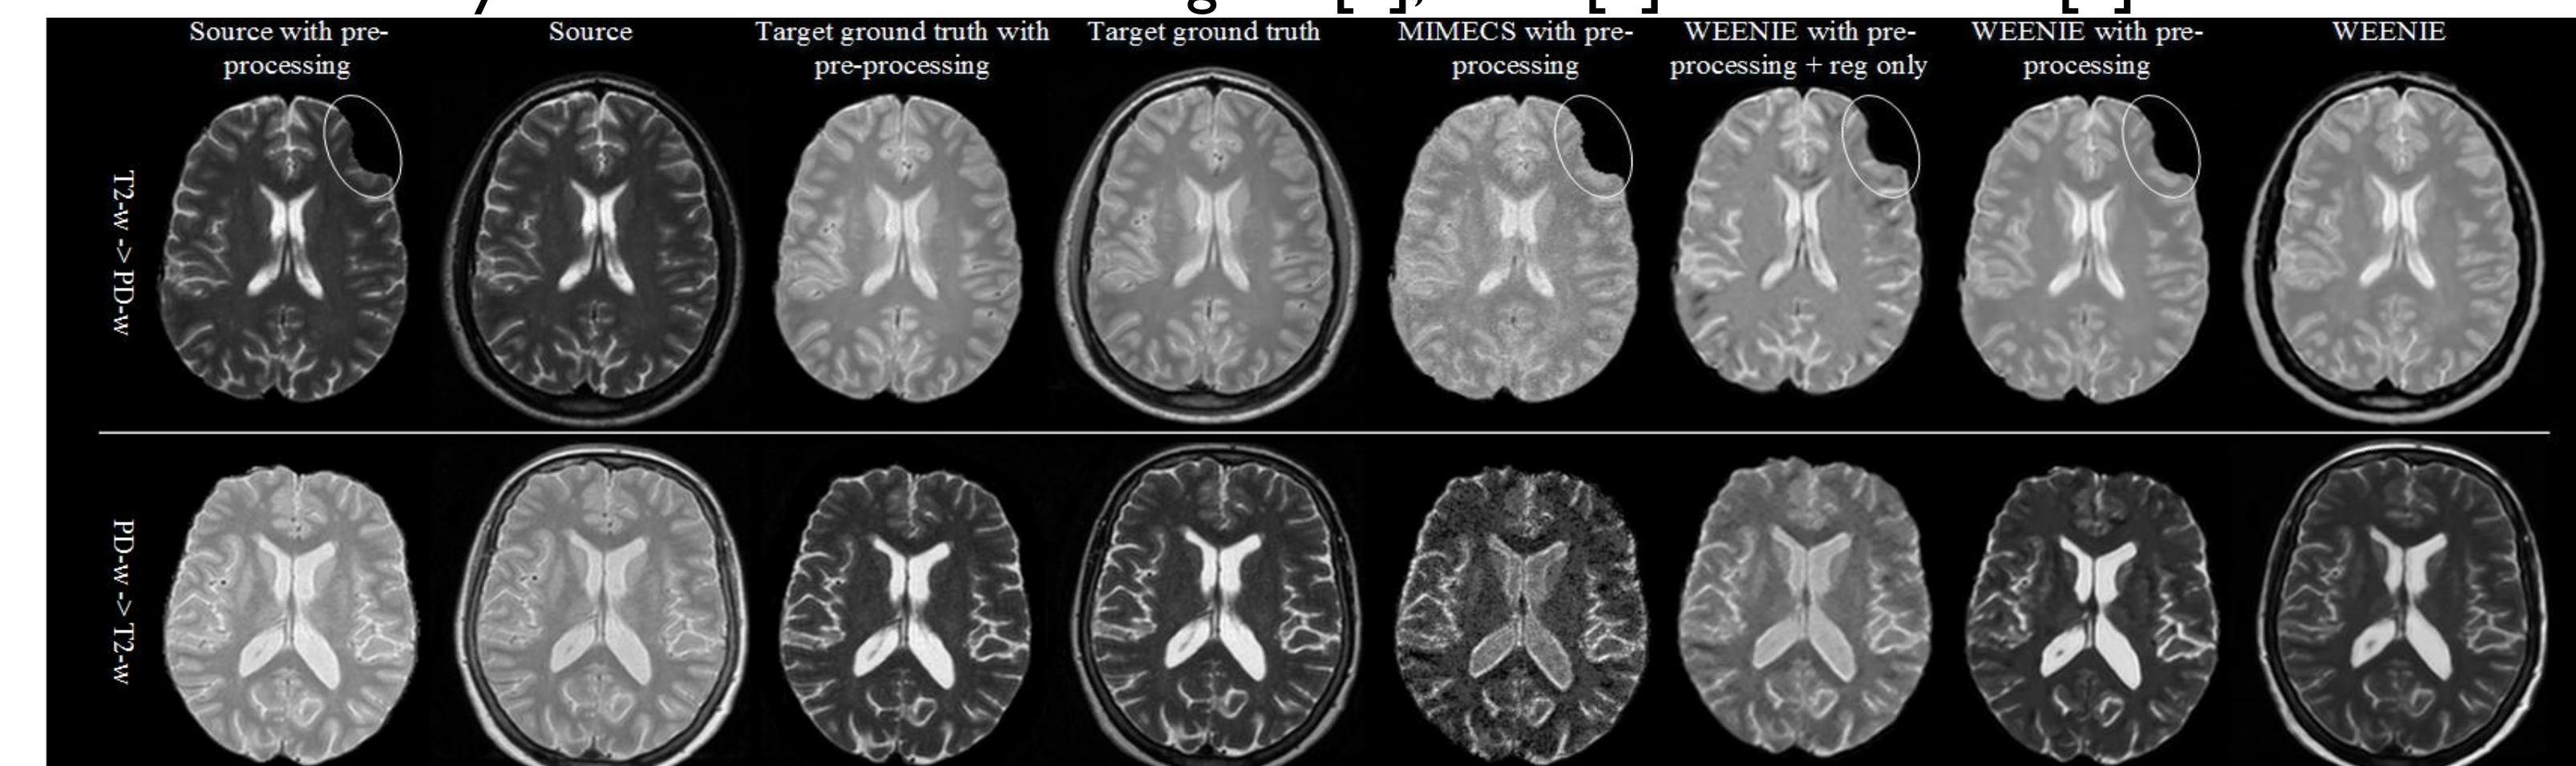 Source with pre-
processing
Source
Target ground truth with
pre-processing
Target ground truth
MIMECS with pre-
processing
WEENIE with pre-
processing + reg only
WEENIE with pre-
processing
WEENIE
T2-w -> PD-w
PD-w -> T2-w